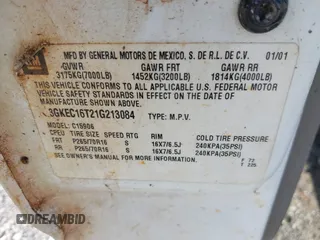 GM
MFD BY GENERAL MOTORS DE MEXICO, S. DE R.L. DE C.V. 01/01
GVWR GAWR FRT GAWR RR
3175KG(7000LB) 1452KG(3200LB) 1814KG(4000LB)
THIS VEHICLE CONFORMS TO ALL APPLICABLE U.S. FEDERAL MOTOR
VEHICLE SAFETY STANDARDS IN EFFECT ON THE DATE OF
MANUFACTURE SHOWN ABOVE.
3GKEC16T21G213084 TYPE: M.P.V.
MODEL: C15906
TIRE SIZE SPEED RTG RIM COLD TIRE PRESSURE
FRT P265/70R16 S 16X7/6.5J 240KPA(35PSI)
RR P265/70R16 S 16X7/6.5J 240KPA(35PSI)
SEE OWNER'S MANUAL FOR MORE INFORMATION.